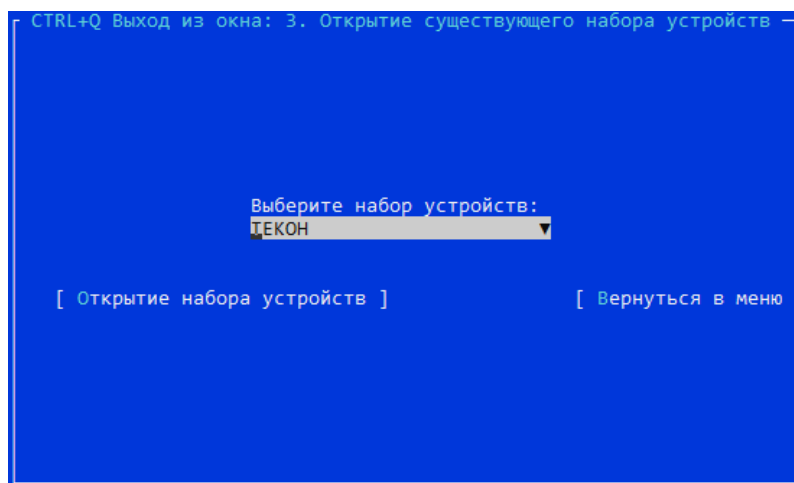 CTRL+Q Выход из окна: 3. Открытие существующего набора устройств
Выберите набор устройств:
ТЕКОН ▼
[ Открытие набора устройств ] [ Вернуться в меню